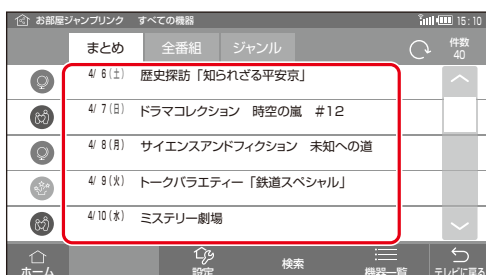 お部屋ジャンプリンク すべての機器 15:10
まとめ 全番組 ジャンル 件数
40
4/ 6(土) 歴史探訪「知られざる平安京」
4/ 7(日) ドラマコレクション 時空の嵐 #12
4/ 8(月) サイエンスアンドフィクション 未知への道
4/ 9(火) トークバラエティー「鉄道スペシャル」
4/10(水) ミステリー劇場
ホーム 設定 検索 機器一覧 テレビに戻る